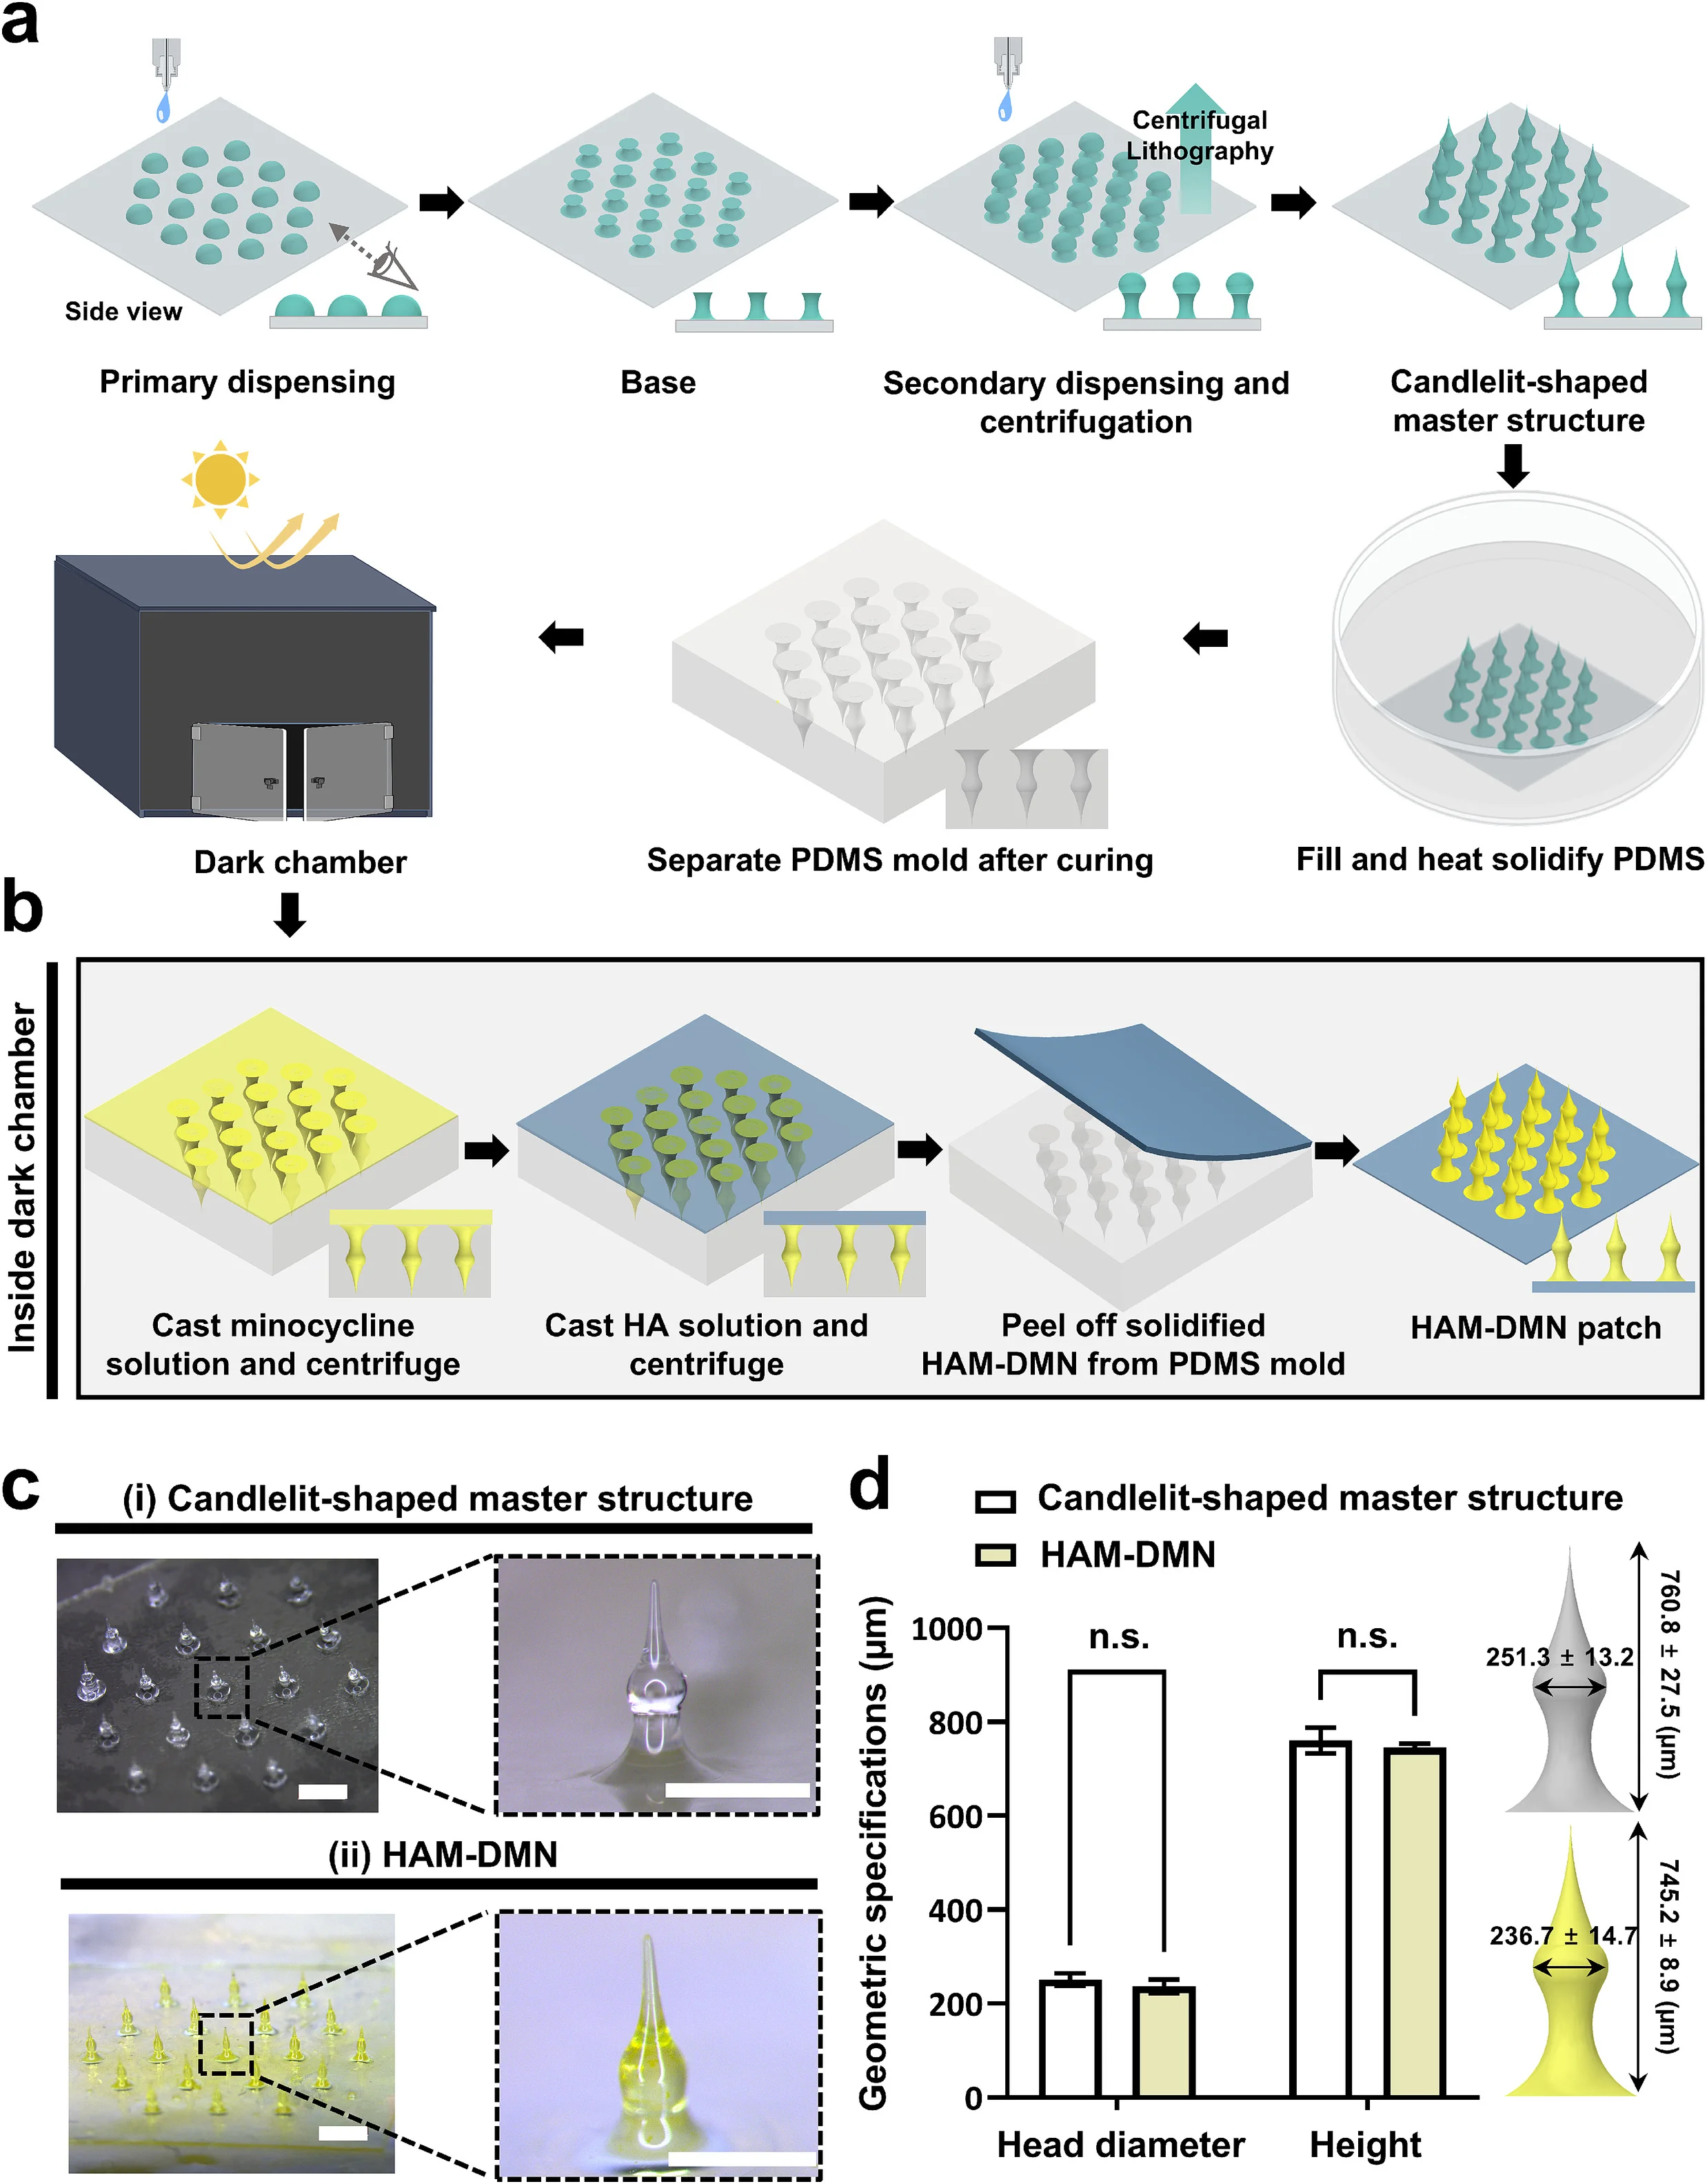 a
Centrifugal
Lithography
Side view
Primary dispensing
Base
Secondary dispensing and
centrifugation
Candlelit-shaped
master structure
Dark chamber
Separate PDMS mold after curing
Fill and heat solidify PDMS
b
Inside dark chamber
Cast minocycline
solution and centrifuge
Cast HA solution and
centrifuge
Peel off solidified
HAM-DMN from PDMS mold
HAM-DMN patch
c
(i) Candlelit-shaped master structure
(ii) HAM-DMN
d
Candlelit-shaped master structure
HAM-DMN
Geometric specifications (μm)
1000
800
600
400
200
0
n.s.
n.s.
Head diameter
Height
251.3 ± 13.2
760.8 ± 27.5 (μm)
236.7 ± 14.7
745.2 ± 8.9 (μm)